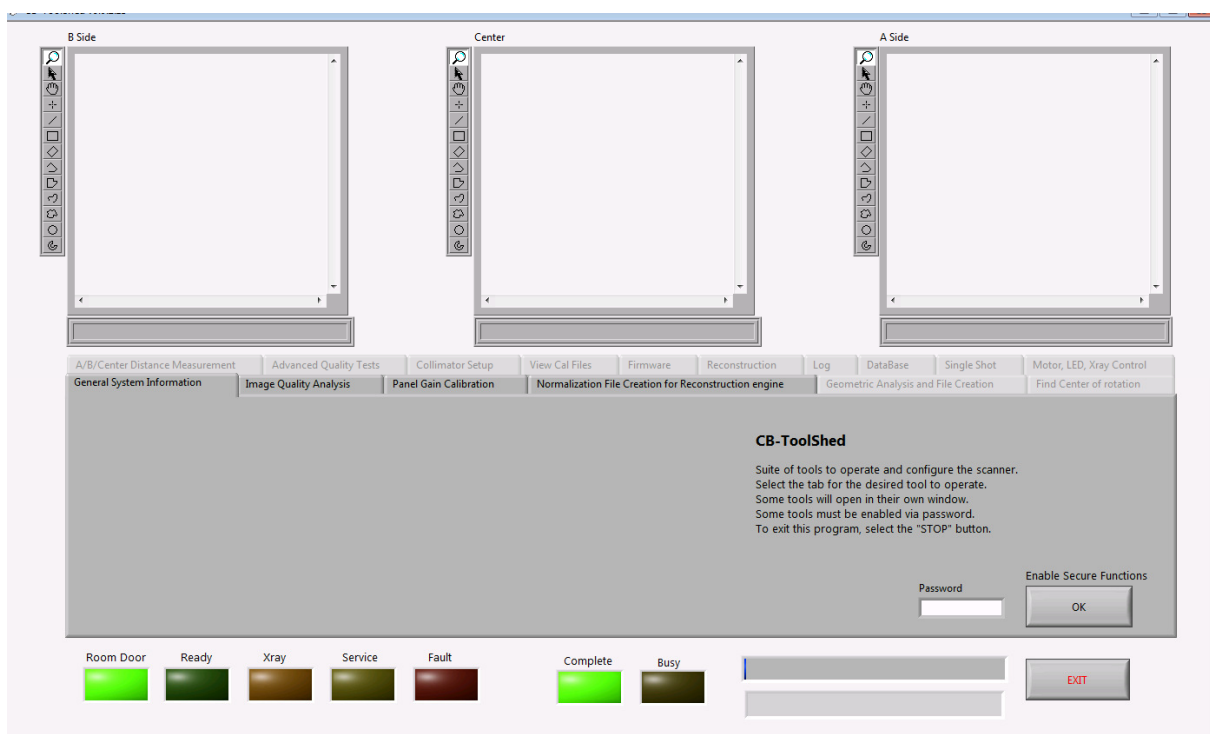 B Side
Center
A Side
A/B/Center Distance Measurement
Advanced Quality Tests
Collimator Setup
View Cal Files
Firmware
Reconstruction
Log
DataBase
Single Shot
Motor, LED, Xray Control
General System Information
Image Quality Analysis
Panel Gain Calibration
Normalization File Creation for Reconstruction engine
Geometric Analysis and File Creation
Find Center of rotation
CB-ToolShed
Suite of tools to operate and configure the scanner.
Select the tab for the desired tool to operate.
Some tools will open in their own window.
Some tools must be enabled via password.
To exit this program, select the "STOP" button.
Password
Enable Secure Functions
OK
Room Door
Ready
Xray
Service
Fault
Complete
Busy
EXIT